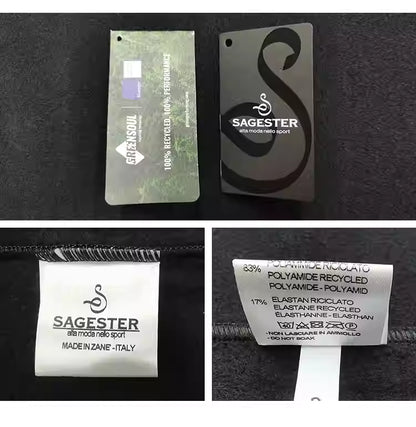 GREENSOUL
100% RECYCLED, 100% PERFORMANCE
SAGESTER
alta moda nello sport
SAGESTER
alta moda nello sport
MADE IN ZANE' - ITALY
83% POLYAMMIDE RICICLATO
POLYAMIDE RECYCLED
POLYAMIDE - POLYAMID
17% ELASTAN RICICLATO
ELASTANE RECYCLED
ÉLASTHANNE - ELASTHAN
- NON LASCIARE IN AMMOLLO
- DO NOT SOAK